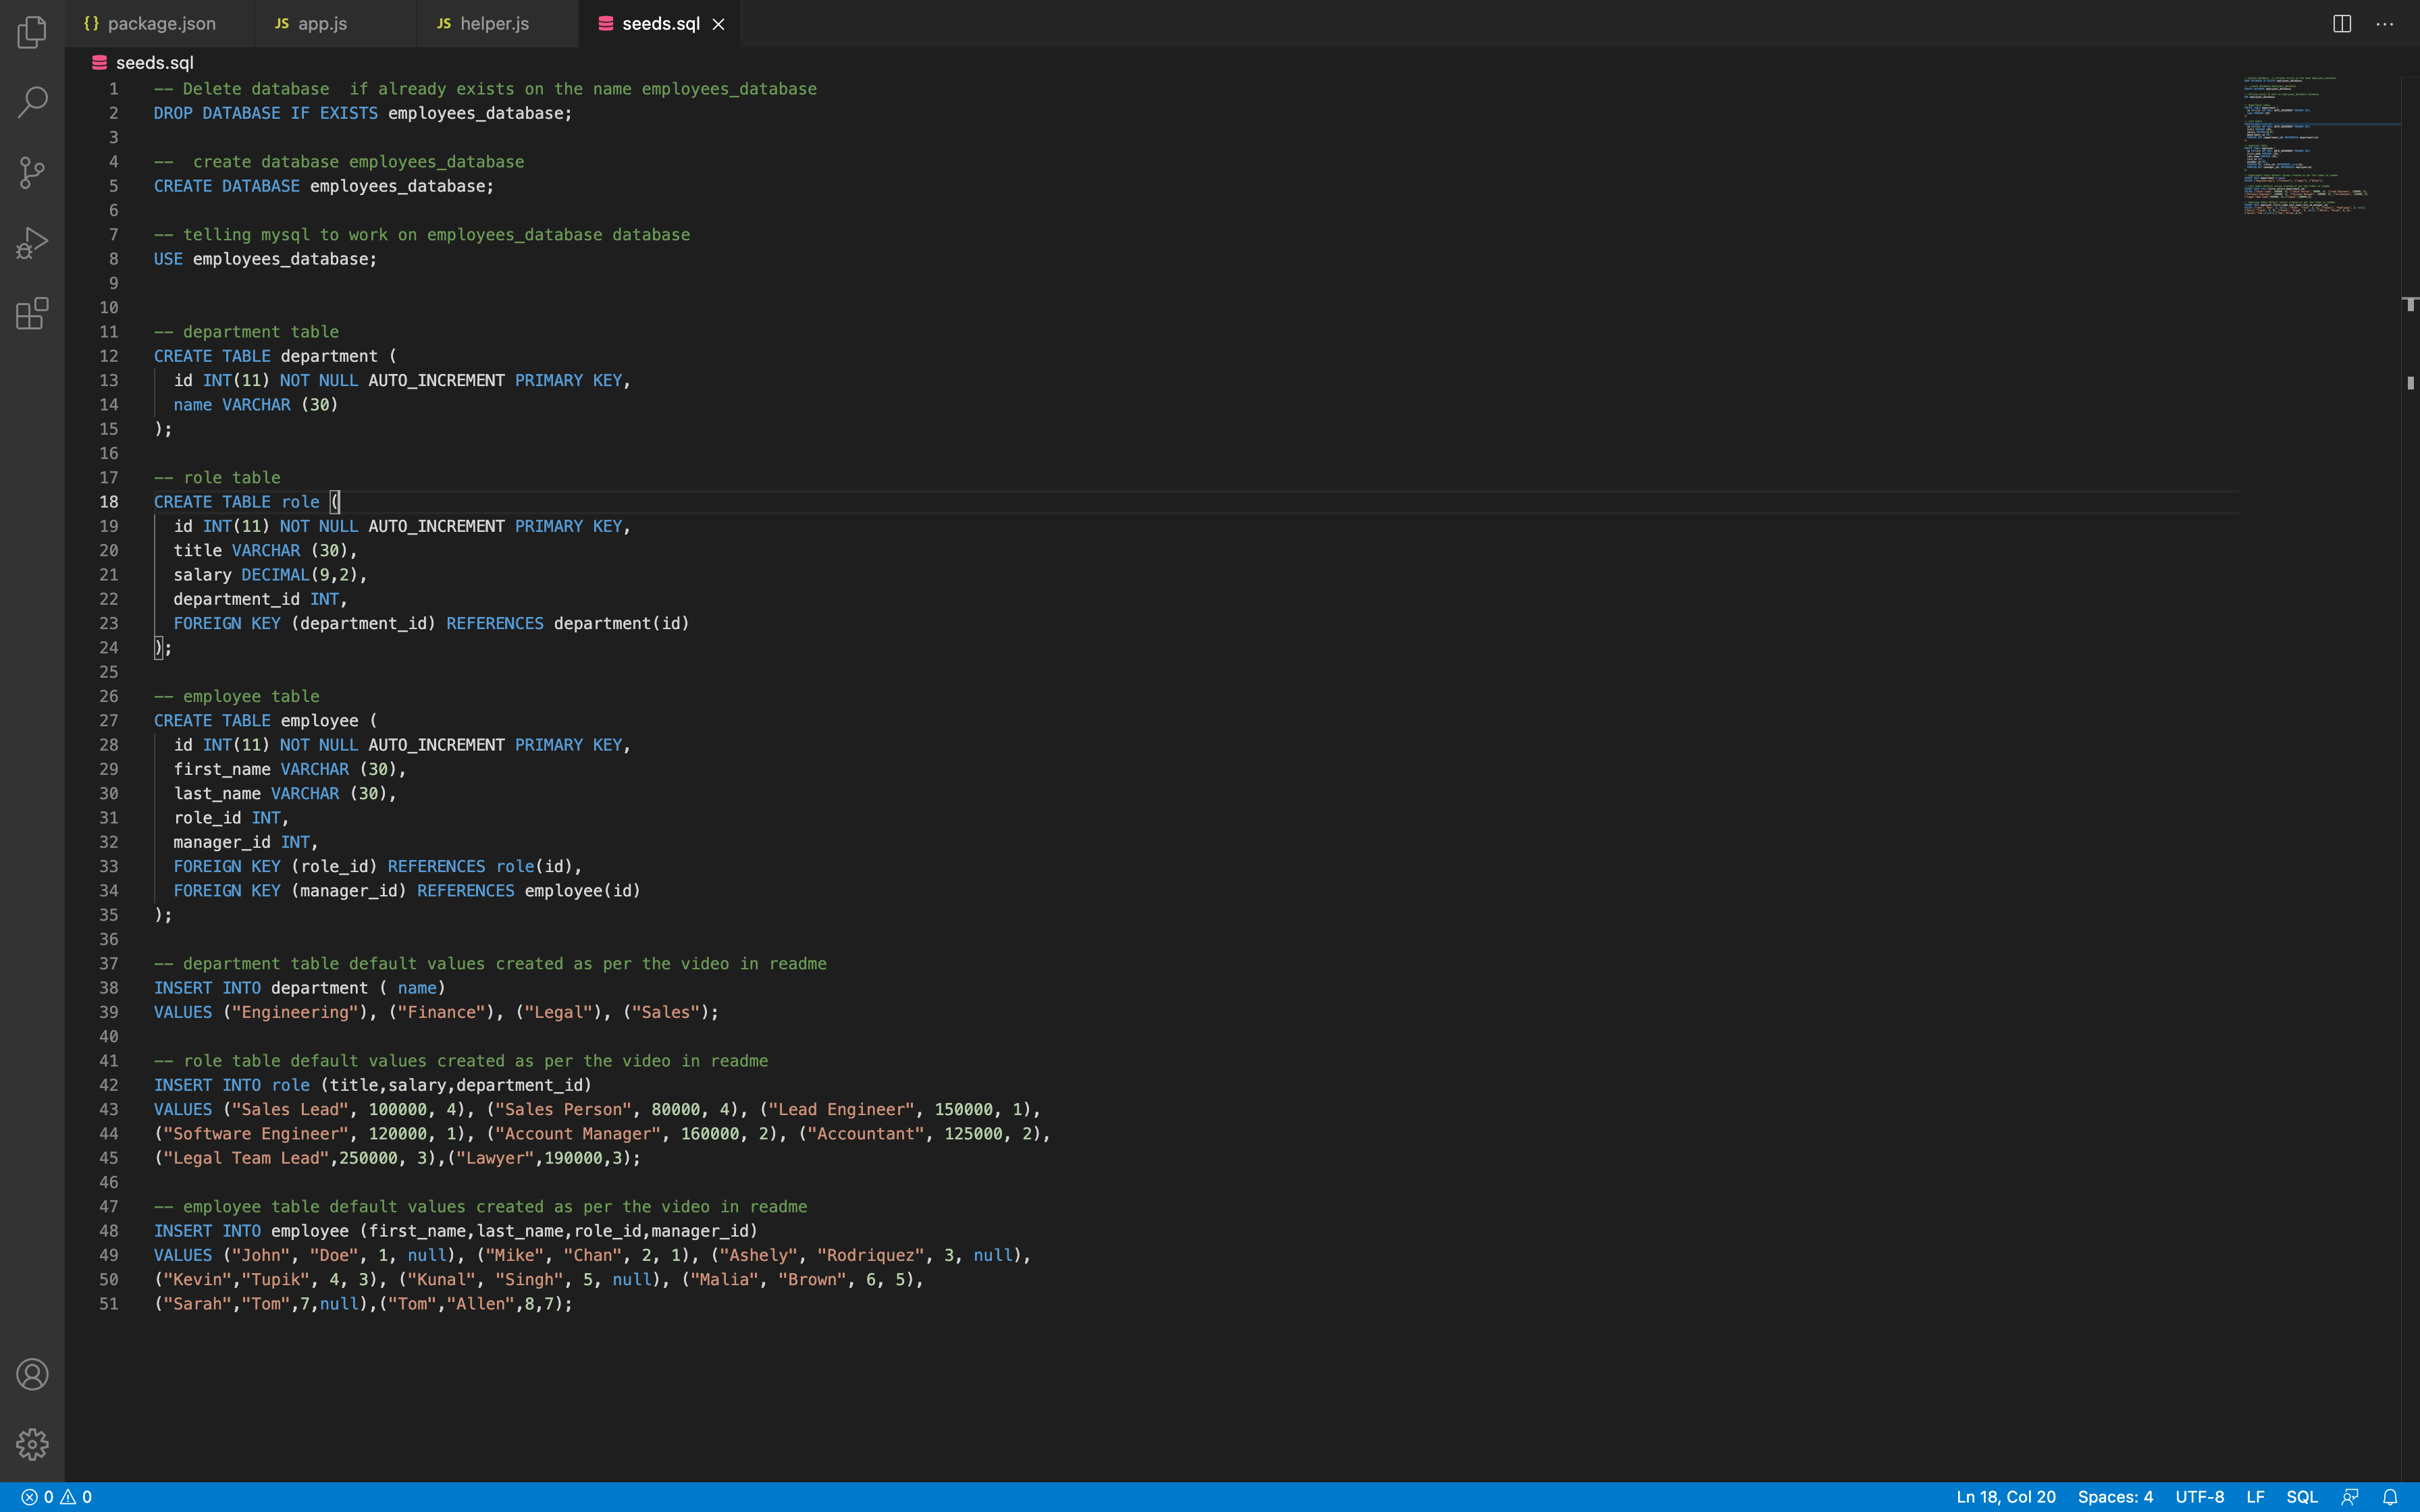 package.json JS app.js JS helper.js seeds.sql
seeds.sql
1 -- Delete database  if already exists on the name employees_database
2 DROP DATABASE IF EXISTS employees_database;
3
4 --  create database employees_database
5 CREATE DATABASE employees_database;
6
7 -- telling mysql to work on employees_database database
8 USE employees_database;
9
10
11 -- department table
12 CREATE TABLE department (
13   id INT(11) NOT NULL AUTO_INCREMENT PRIMARY KEY,
14   name VARCHAR (30)
15 );
16
17 -- role table
18 CREATE TABLE role (
19   id INT(11) NOT NULL AUTO_INCREMENT PRIMARY KEY,
20   title VARCHAR (30),
21   salary DECIMAL(9,2),
22   department_id INT,
23   FOREIGN KEY (department_id) REFERENCES department(id)
24 );
25
26 -- employee table
27 CREATE TABLE employee (
28   id INT(11) NOT NULL AUTO_INCREMENT PRIMARY KEY,
29   first_name VARCHAR (30),
30   last_name VARCHAR (30),
31   role_id INT,
32   manager_id INT,
33   FOREIGN KEY (role_id) REFERENCES role(id),
34   FOREIGN KEY (manager_id) REFERENCES employee(id)
35 );
36
37 -- department table default values created as per the video in readme
38 INSERT INTO department ( name)
39 VALUES ("Engineering"), ("Finance"), ("Legal"), ("Sales");
40
41 -- role table default values created as per the video in readme
42 INSERT INTO role (title,salary,department_id)
43 VALUES ("Sales Lead", 100000, 4), ("Sales Person", 80000, 4), ("Lead Engineer", 150000, 1),
44 ("Software Engineer", 120000, 1), ("Account Manager", 160000, 2), ("Accountant", 125000, 2),
45 ("Legal Team Lead",250000, 3),("Lawyer",190000,3);
46
47 -- employee table default values created as per the video in readme
48 INSERT INTO employee (first_name,last_name,role_id,manager_id)
49 VALUES ("John", "Doe", 1, null), ("Mike", "Chan", 2, 1), ("Ashely", "Rodriquez", 3, null),
50 ("Kevin","Tupik", 4, 3), ("Kunal", "Singh", 5, null), ("Malia", "Brown", 6, 5),
51 ("Sarah","Tom",7,null),("Tom","Allen",8,7);
0 0 Ln 18, Col 20 Spaces: 4 UTF-8 LF SQL